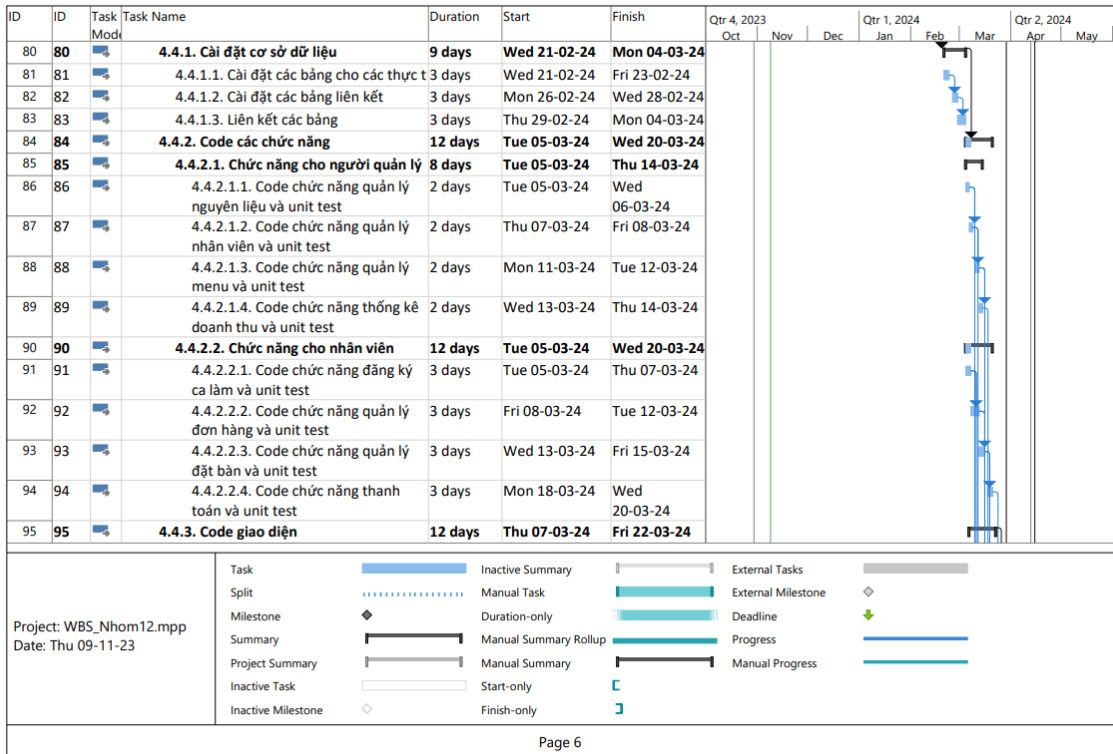 ID ID Task Task Name Duration Start Finish Qtr 4, 2023 Qtr 1, 2024 Qtr 2, 2024
Mode Oct Nov Dec Jan Feb Mar Apr May
80 80 4.4.1. Cài đặt cơ sở dữ liệu 9 days Wed 21-02-24 Mon 04-03-24
81 81 4.4.1.1. Cài đặt các bảng cho các thực t 3 days Wed 21-02-24 Fri 23-02-24
82 82 4.4.1.2. Cài đặt các bảng liên kết 3 days Mon 26-02-24 Wed 28-02-24
83 83 4.4.1.3. Liên kết các bảng 3 days Thu 29-02-24 Mon 04-03-24
84 84 4.4.2. Code các chức năng 12 days Tue 05-03-24 Wed 20-03-24
85 85 4.4.2.1. Chức năng cho người quản lý 8 days Tue 05-03-24 Thu 14-03-24
86 86 4.4.2.1.1. Code chức năng quản lý 2 days Tue 05-03-24 Wed
nguyên liệu và unit test 06-03-24
87 87 4.4.2.1.2. Code chức năng quản lý 2 days Thu 07-03-24 Fri 08-03-24
nhân viên và unit test
88 88 4.4.2.1.3. Code chức năng quản lý 2 days Mon 11-03-24 Tue 12-03-24
menu và unit test
89 89 4.4.2.1.4. Code chức năng thống kê 2 days Wed 13-03-24 Thu 14-03-24
doanh thu và unit test
90 90 4.4.2.2. Chức năng cho nhân viên 12 days Tue 05-03-24 Wed 20-03-24
91 91 4.4.2.2.1. Code chức năng đăng ký 3 days Tue 05-03-24 Thu 07-03-24
ca làm và unit test
92 92 4.4.2.2.2. Code chức năng quản lý 3 days Fri 08-03-24 Tue 12-03-24
đơn hàng và unit test
93 93 4.4.2.2.3. Code chức năng quản lý 3 days Wed 13-03-24 Fri 15-03-24
đặt bàn và unit test
94 94 4.4.2.2.4. Code chức năng thanh 3 days Mon 18-03-24 Wed
toán và unit test 20-03-24
95 95 4.4.3. Code giao diện 12 days Thu 07-03-24 Fri 22-03-24
Project: WBS_Nhom12.mpp
Date: Thu 09-11-23
Task Inactive Summary External Tasks
Split Manual Task External Milestone
Milestone Duration-only Deadline
Summary Manual Summary Rollup Progress
Project Summary Manual Summary Manual Progress
Inactive Task Start-only
Inactive Milestone Finish-only
Page 6